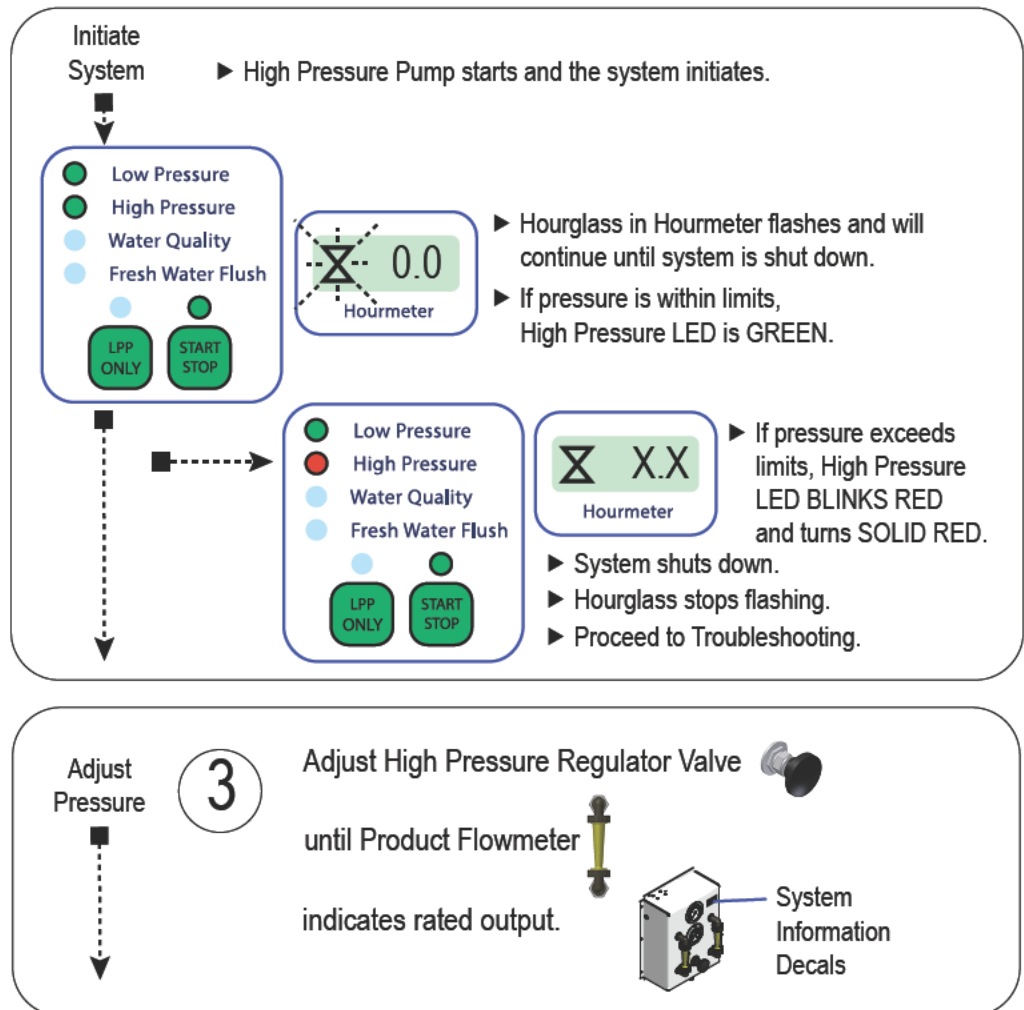 Initiate
System
▶ High Pressure Pump starts and the system initiates.
Low Pressure
High Pressure
Water Quality
Fresh Water Flush
LPP
ONLY
START
STOP
0.0
Hourmeter
▶ Hourglass in Hourmeter flashes and will
continue until system is shut down.
▶ If pressure is within limits,
High Pressure LED is GREEN.
Low Pressure
High Pressure
Water Quality
Fresh Water Flush
LPP
ONLY
START
STOP
X.X
Hourmeter
▶ If pressure exceeds
limits, High Pressure
LED BLINKS RED
and turns SOLID RED.
▶ System shuts down.
▶ Hourglass stops flashing.
▶ Proceed to Troubleshooting.
Adjust
Pressure
3
Adjust High Pressure Regulator Valve
until Product Flowmeter
indicates rated output.
System
Information
Decals